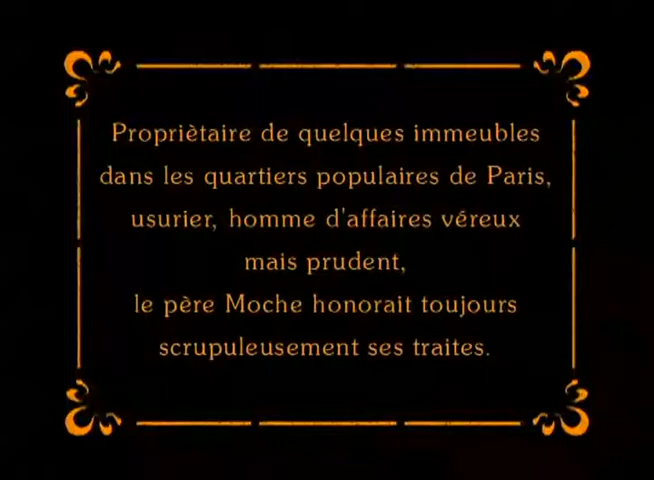 Propriètaire de quelques immeubles
dans les quartiers populaires de Paris,
usurier, homme d'affaires véreux
mais prudent,
le père Moche honorait toujours
scrupuleusement ses traites.